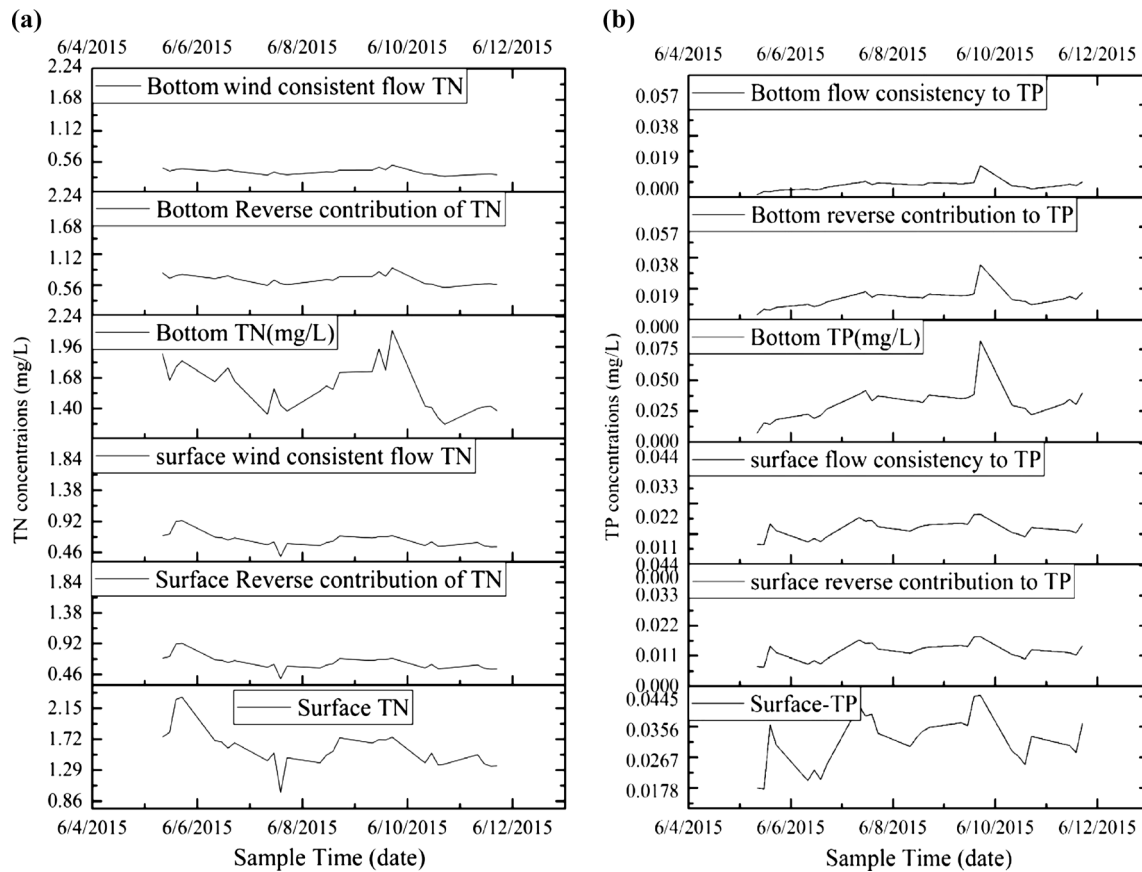 (a)
6/4/2015 6/6/2015 6/8/2015 6/10/2015 6/12/2015
2.24
Bottom wind consistent flow TN
1.68
1.12
0.56
2.24
Bottom Reverse contribution of TN
1.68
1.12
0.56
2.24
Bottom TN(mg/L)
1.96
1.68
1.40
surface wind consistent flow TN
1.84
1.38
0.92
0.46
Surface Reverse contribution of TN
1.84
1.38
0.92
0.46
Surface TN
2.15
1.72
1.29
0.86
TN concentraions (mg/L)
6/4/2015 6/6/2015 6/8/2015 6/10/2015 6/12/2015
Sample Time (date)
(b)
6/4/2015 6/6/2015 6/8/2015 6/10/2015 6/12/2015
0.057
Bottom flow consistency to TP
0.038
0.019
0.000
Bottom reverse contribution to TP
0.057
0.038
0.019
0.000
Bottom TP(mg/L)
0.075
0.050
0.025
0.000
0.044
surface flow consistency to TP
0.033
0.022
0.011
0.044
0.000
surface reverse contribution to TP
0.033
0.022
0.011
0.000
Surface-TP
0.0445
0.0356
0.0267
0.0178
TP concentrations (mg/L)
6/4/2015 6/6/2015 6/8/2015 6/10/2015 6/12/2015
Sample Time (date)